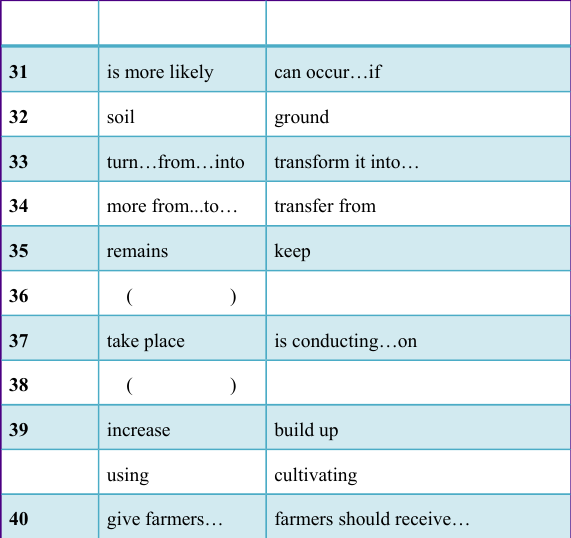 31 is more likely can occur…if
32 soil ground
33 turn…from…into transform it into…
34 more from...to… transfer from
35 remains keep
36 ( )
37 take place is conducting…on
38 ( )
39 increase build up
using cultivating
40 give farmers… farmers should receive…